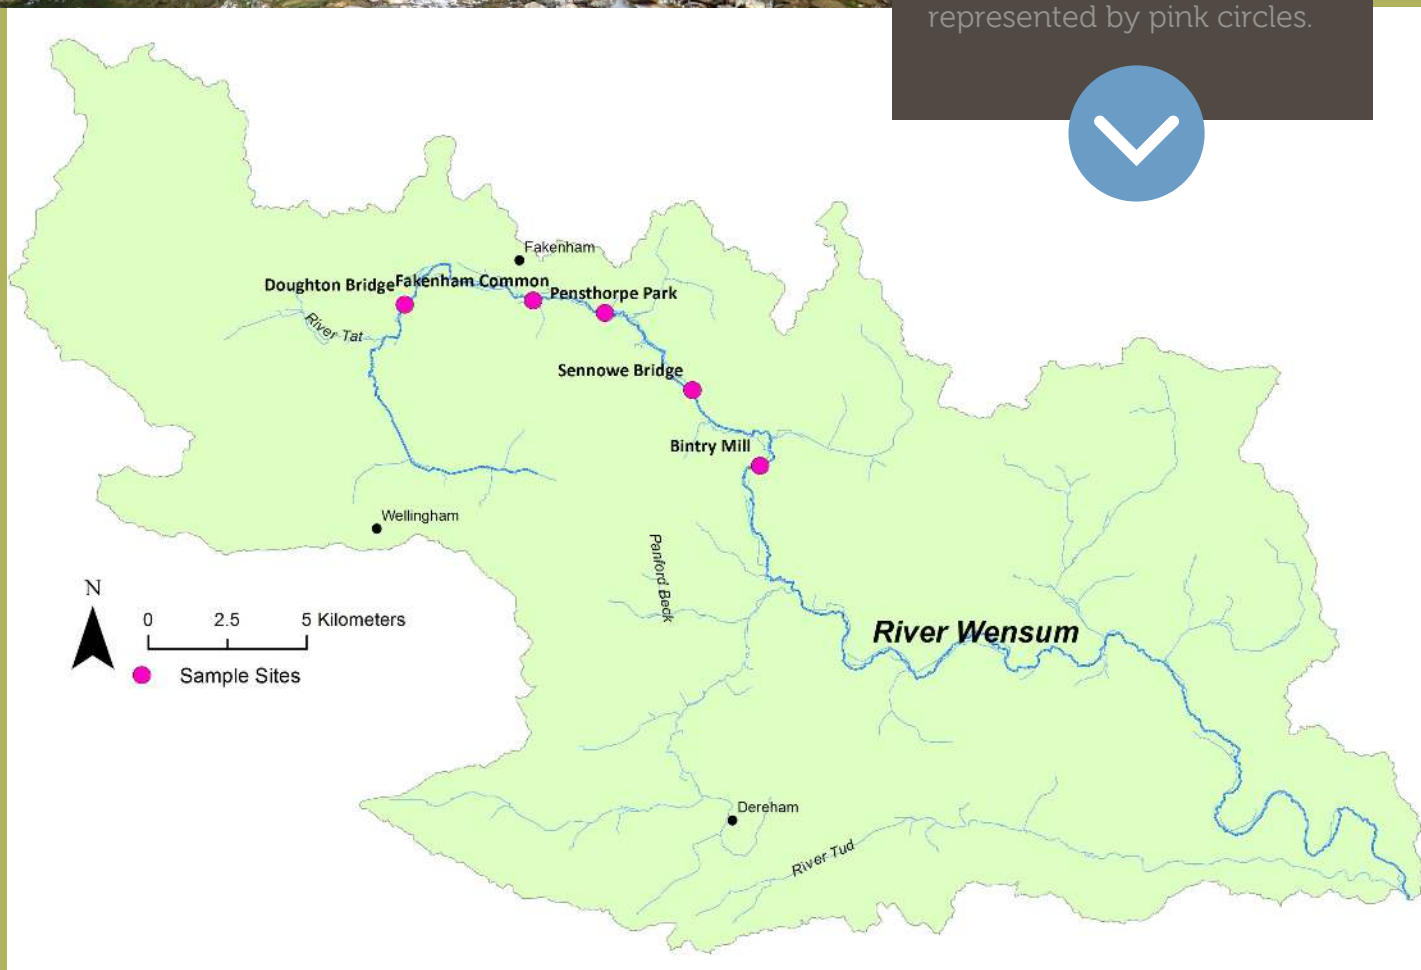 represented by pink circles.
Fakenham
Doughton Bridge
Fakenham Common
Pensthorpe Park
River Tat
Sennowe Bridge
Bintry Mill
Wellingham
Panford Beck
N
0 2.5 5 Kilometers
Sample Sites
River Wensum
Dereham
River Tud